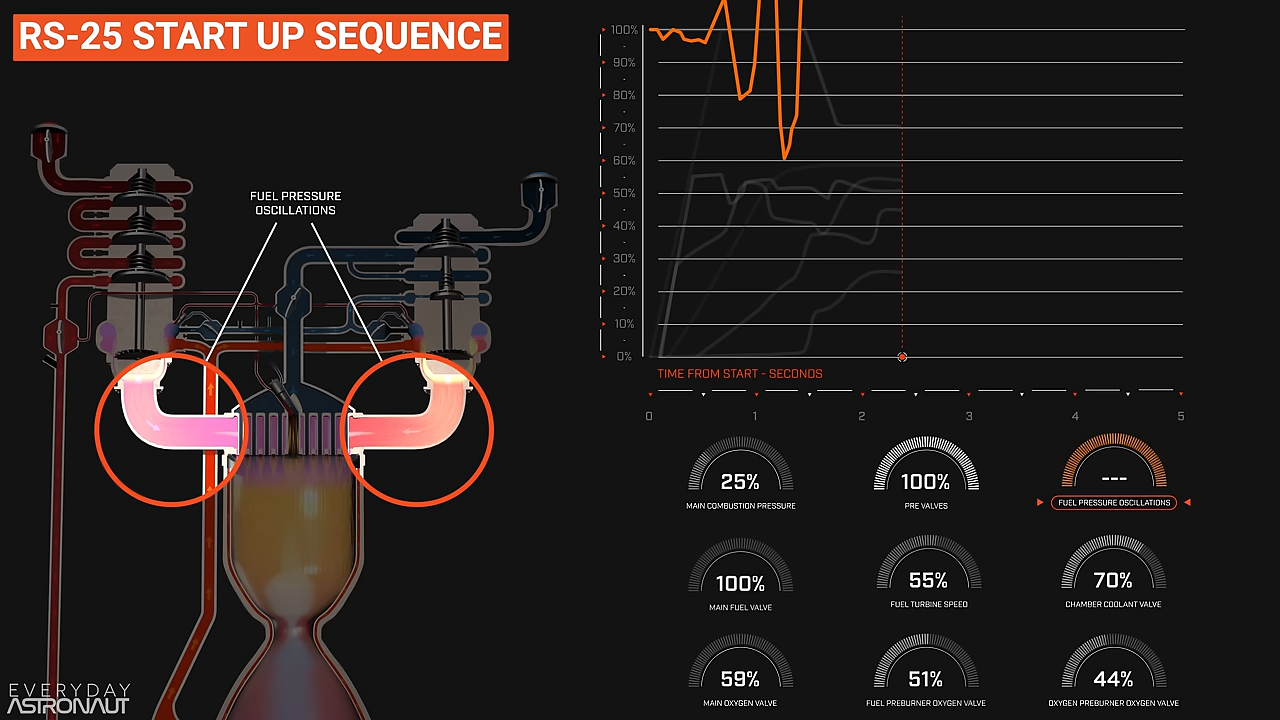 RS-25 START UP SEQUENCE
FUEL PRESSURE
OSCILLATIONS
100%
90%
80%
70%
60%
50%
40%
30%
20%
10%
0%
TIME FROM START - SECONDS
0 1 2 3 4 5
25%
MAIN COMBUSTION PRESSURE
100%
PRE VALVES
---
FUEL PRESSURE OSCILLATIONS
100%
MAIN FUEL VALVE
55%
FUEL TURBINE SPEED
70%
CHAMBER COOLANT VALVE
59%
MAIN OXYGEN VALVE
51%
FUEL PREBURNER OXYGEN VALVE
44%
OXYGEN PREBURNER OXYGEN VALVE
EVERYDAY
ASTRONAUT